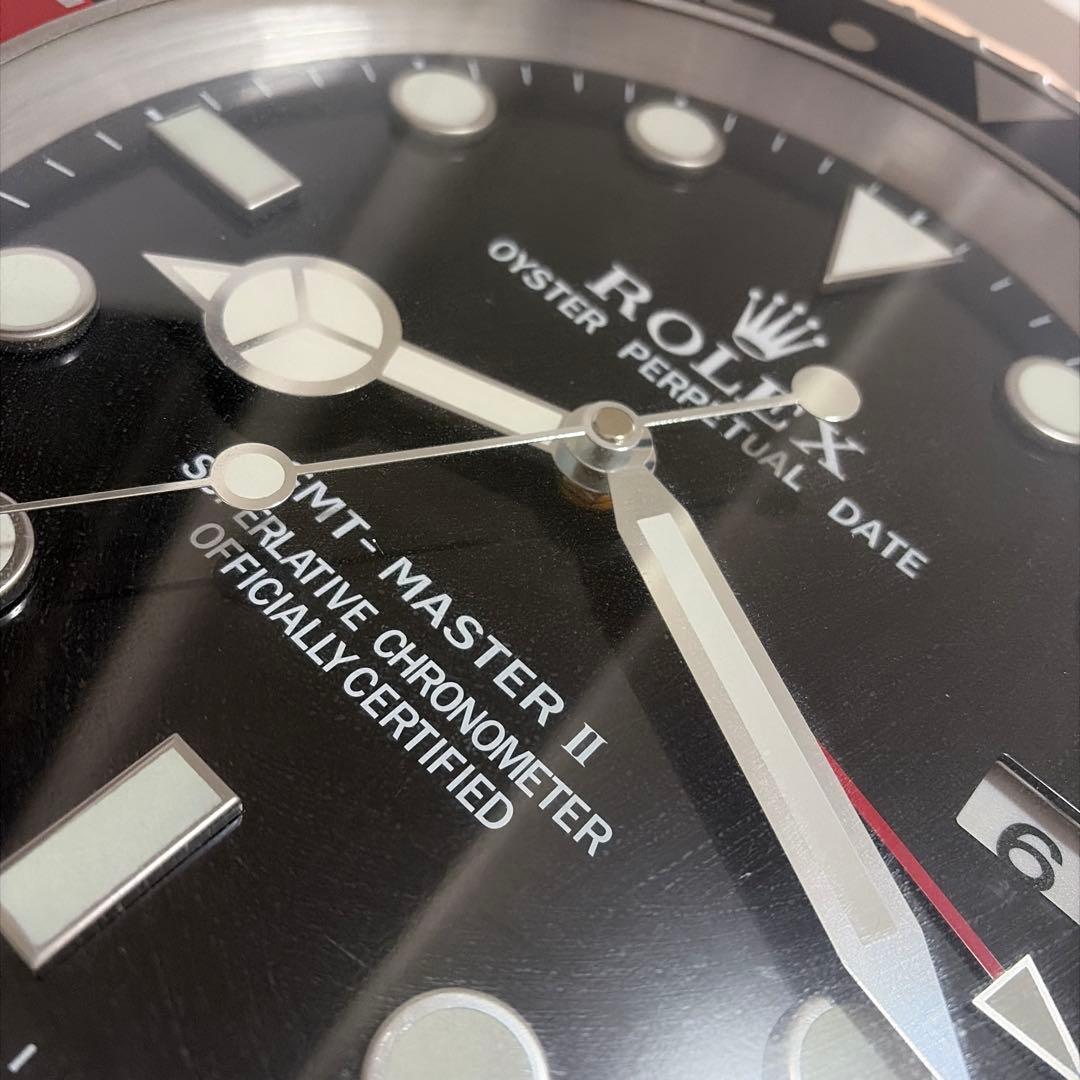 ROLEX
OYSTER PERPETUAL DATE
GMT-MASTER II
SUPERLATIVE CHRONOMETER
OFFICIALLY CERTIFIED
6